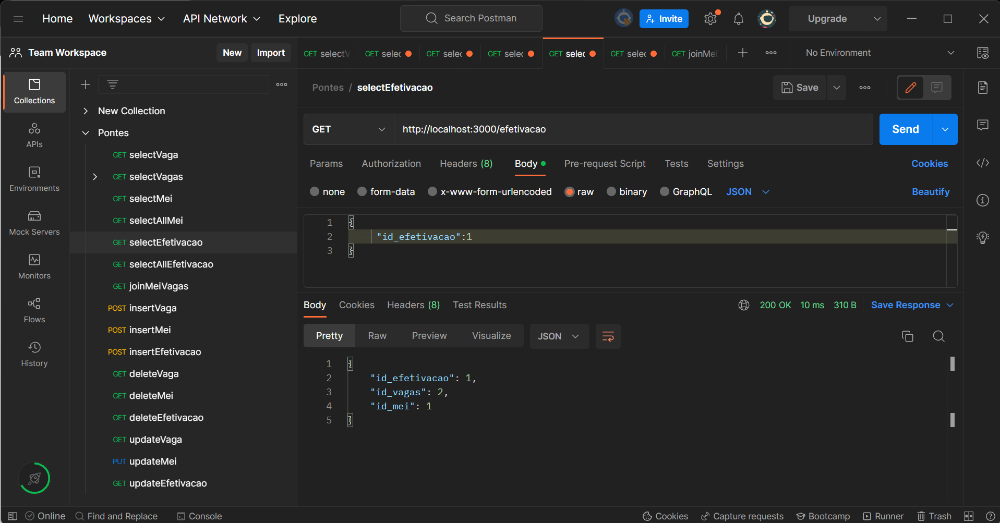 Home Workspaces API Network Explore Search Postman Invite Upgrade
Team Workspace New Import
GET selectV GET selec GET selec GET selec GET selec GET selec GET joinMei No Environment
Collections
APIs
Environments
Mock Servers
Monitors
Flows
History
New Collection
Pontes
GET selectVaga
GET selectVagas
GET selectMei
GET selectAllMei
GET selectEfetivacao
GET selectAllEfetivacao
GET joinMeiVagas
POST insertVaga
POST insertMei
POST insertEfetivacao
GET deleteVaga
GET deleteMei
GET deleteEfetivacao
GET updateVaga
PUT updateMei
GET updateEfetivacao
Pontes / selectEfetivacao Save
GET http://localhost:3000/efetivacao Send
Params Authorization Headers (8) Body Pre-request Script Tests Settings Cookies
none form-data x-www-form-urlencoded raw binary GraphQL JSON Beautify
1 {
2 "id_efetivacao":1
3 }
Body Cookies Headers (8) Test Results 200 OK 10 ms 310 B Save Response
Pretty Raw Preview Visualize JSON
1 {
2 "id_efetivacao": 1,
3 "id_vagas": 2,
4 "id_mei": 1
5 }
Online Find and Replace Console Cookies Capture requests Bootcamp Runner Trash